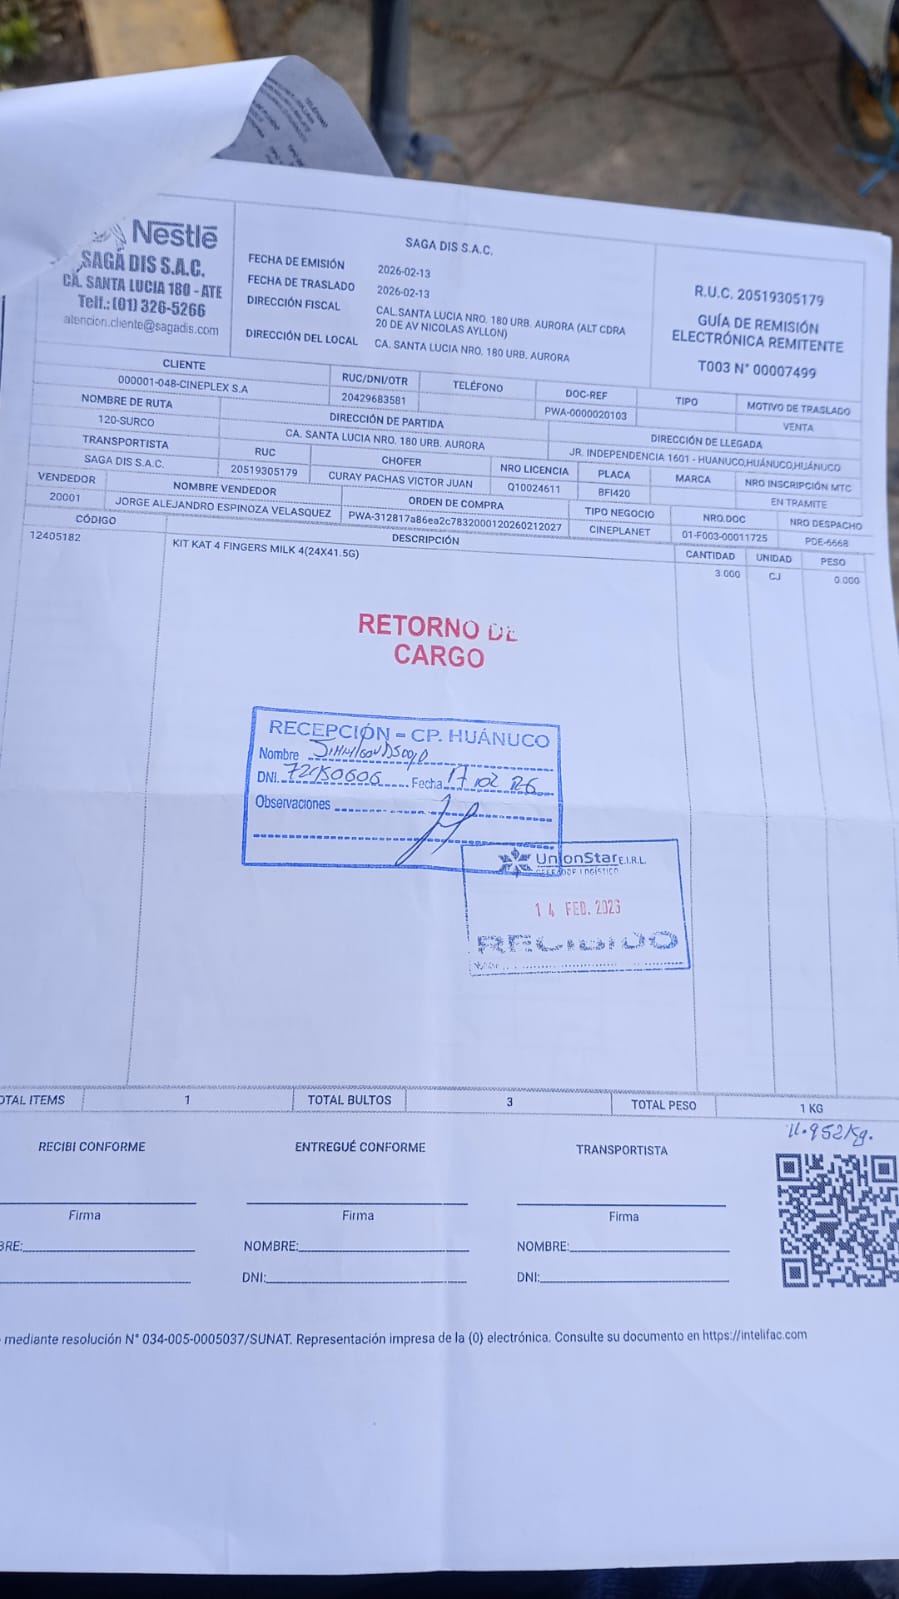 Nestlé
SAGA DIS S.A.C.
CA. SANTA LUCIA 180 - ATE
Telf.: (01) 326-5266
atencion.cliente@sagadis.com
SAGA DIS S.A.C.
FECHA DE EMISIÓN 2026-02-13
FECHA DE TRASLADO 2026-02-13
DIRECCIÓN FISCAL CAL.SANTA LUCIA NRO. 180 URB. AURORA (ALT CDRA 20 DE AV NICOLAS AYLLON)
DIRECCIÓN DEL LOCAL CA. SANTA LUCIA NRO. 180 URB. AURORA
R.U.C. 20519305179
GUÍA DE REMISIÓN
ELECTRÓNICA REMITENTE
T003 N° 00007499
CLIENTE RUC/DNI/OTR TELÉFONO DOC-REF TIPO MOTIVO DE TRASLADO
000001-048-CINEPLEX S.A 20429683581 PWA-0000020103 VENTA
NOMBRE DE RUTA DIRECCIÓN DE PARTIDA DIRECCIÓN DE LLEGADA
120-SURCO CA. SANTA LUCIA NRO. 180 URB. AURORA JR. INDEPENDENCIA 1601 - HUANUCO,HUÁNUCO,HUÁNUCO
TRANSPORTISTA RUC CHOFER NRO LICENCIA PLACA MARCA NRO INSCRIPCIÓN MTC
SAGA DIS S.A.C. 20519305179 CURAY PACHAS VICTOR JUAN Q10024611 BFI420 EN TRAMITE
VENDEDOR NOMBRE VENDEDOR ORDEN DE COMPRA TIPO NEGOCIO NRO.DOC NRO DESPACHO
20001 JORGE ALEJANDRO ESPINOZA VELASQUEZ PWA-312817a86ea2c7832000120260212027 CINEPLANET 01-F003-00011725 PDE-6668
CÓDIGO DESCRIPCIÓN CANTIDAD UNIDAD PESO
12405182 KIT KAT 4 FINGERS MILK 4(24X41.5G) 3.000 CJ 0.000
RETORNO DE
CARGO
RECEPCIÓN - CP. HUÁNUCO
Nombre
DNI. 72150606 Fecha 17 02 26
Observaciones
UnionStar E.I.R.L.
OPERADOR LOGÍSTICO
14 FEB. 2026
RECIBIDO
OTAL ITEMS 1 TOTAL BULTOS 3 TOTAL PESO 1 KG
11.952Kg.
RECIBI CONFORME ENTREGUÉ CONFORME TRANSPORTISTA
Firma Firma Firma
BRE: NOMBRE: NOMBRE:
DNI: DNI:
mediante resolución N° 034-005-0005037/SUNAT. Representación impresa de la (0) electrónica. Consulte su documento en https://intelifac.com